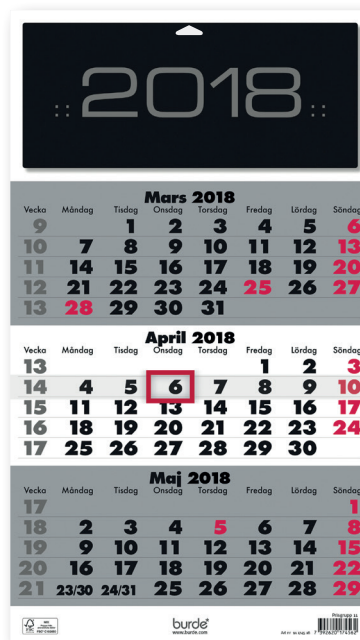 :: 2018 ::
Mars 2018
Vecka Måndag Tisdag Onsdag Torsdag Fredag Lördag Söndag
9 1 2 3 4 5 6
10 7 8 9 10 11 12 13
11 14 15 16 17 18 19 20
12 21 22 23 24 25 26 27
13 28 29 30 31
April 2018
Vecka Måndag Tisdag Onsdag Torsdag Fredag Lördag Söndag
13 1 2 3
14 4 5 6 7 8 9 10
15 11 12 13 14 15 16 17
16 18 19 20 21 22 23 24
17 25 26 27 28 29 30
Maj 2018
Vecka Måndag Tisdag Onsdag Torsdag Fredag Lördag Söndag
17 1
18 2 3 4 5 6 7 8
19 9 10 11 12 13 14 15
20 16 17 18 19 20 21 22
21 23/30 24/31 25 26 27 28 29
FSC
burde
www.burde.com
Prisgrupp 11